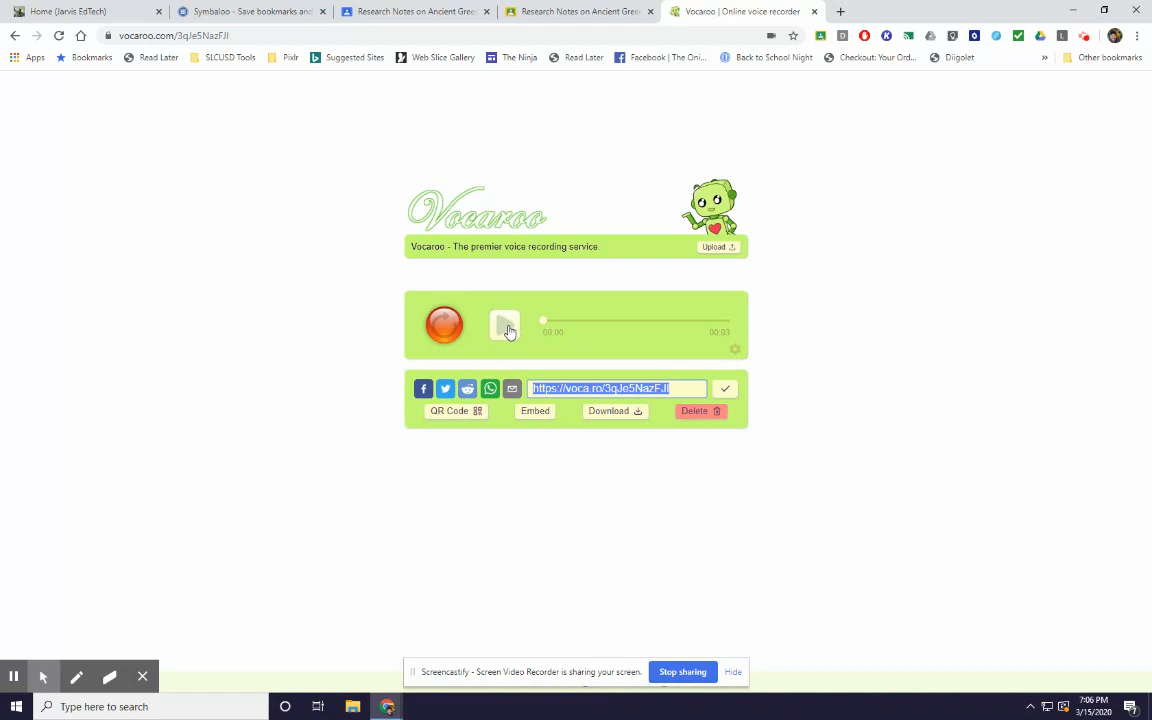 Home (Jarvis EdTech)
Symbaloo - Save bookmarks and
Research Notes on Ancient Gree
Research Notes on Ancient Gree
Vocaroo | Online voice recorder
vocaroo.com/3qJe5NazFJI
Apps
Bookmarks
Read Later
SLCUSD Tools
Pixlr
Suggested Sites
Web Slice Gallery
The Ninja
Read Later
Facebook | The Oni...
Back to School Night
Checkout: Your Ord...
Diigolet
»
Other bookmarks
Vocaroo
Vocaroo - The premier voice recording service.
Upload
00:00
00:03
https://voca.ro/3qJe5NazFJI
QR Code
Embed
Download
Delete
Screencastify - Screen Video Recorder is sharing your screen.
Stop sharing
Hide
Type here to search
7:06 PM
3/15/2020